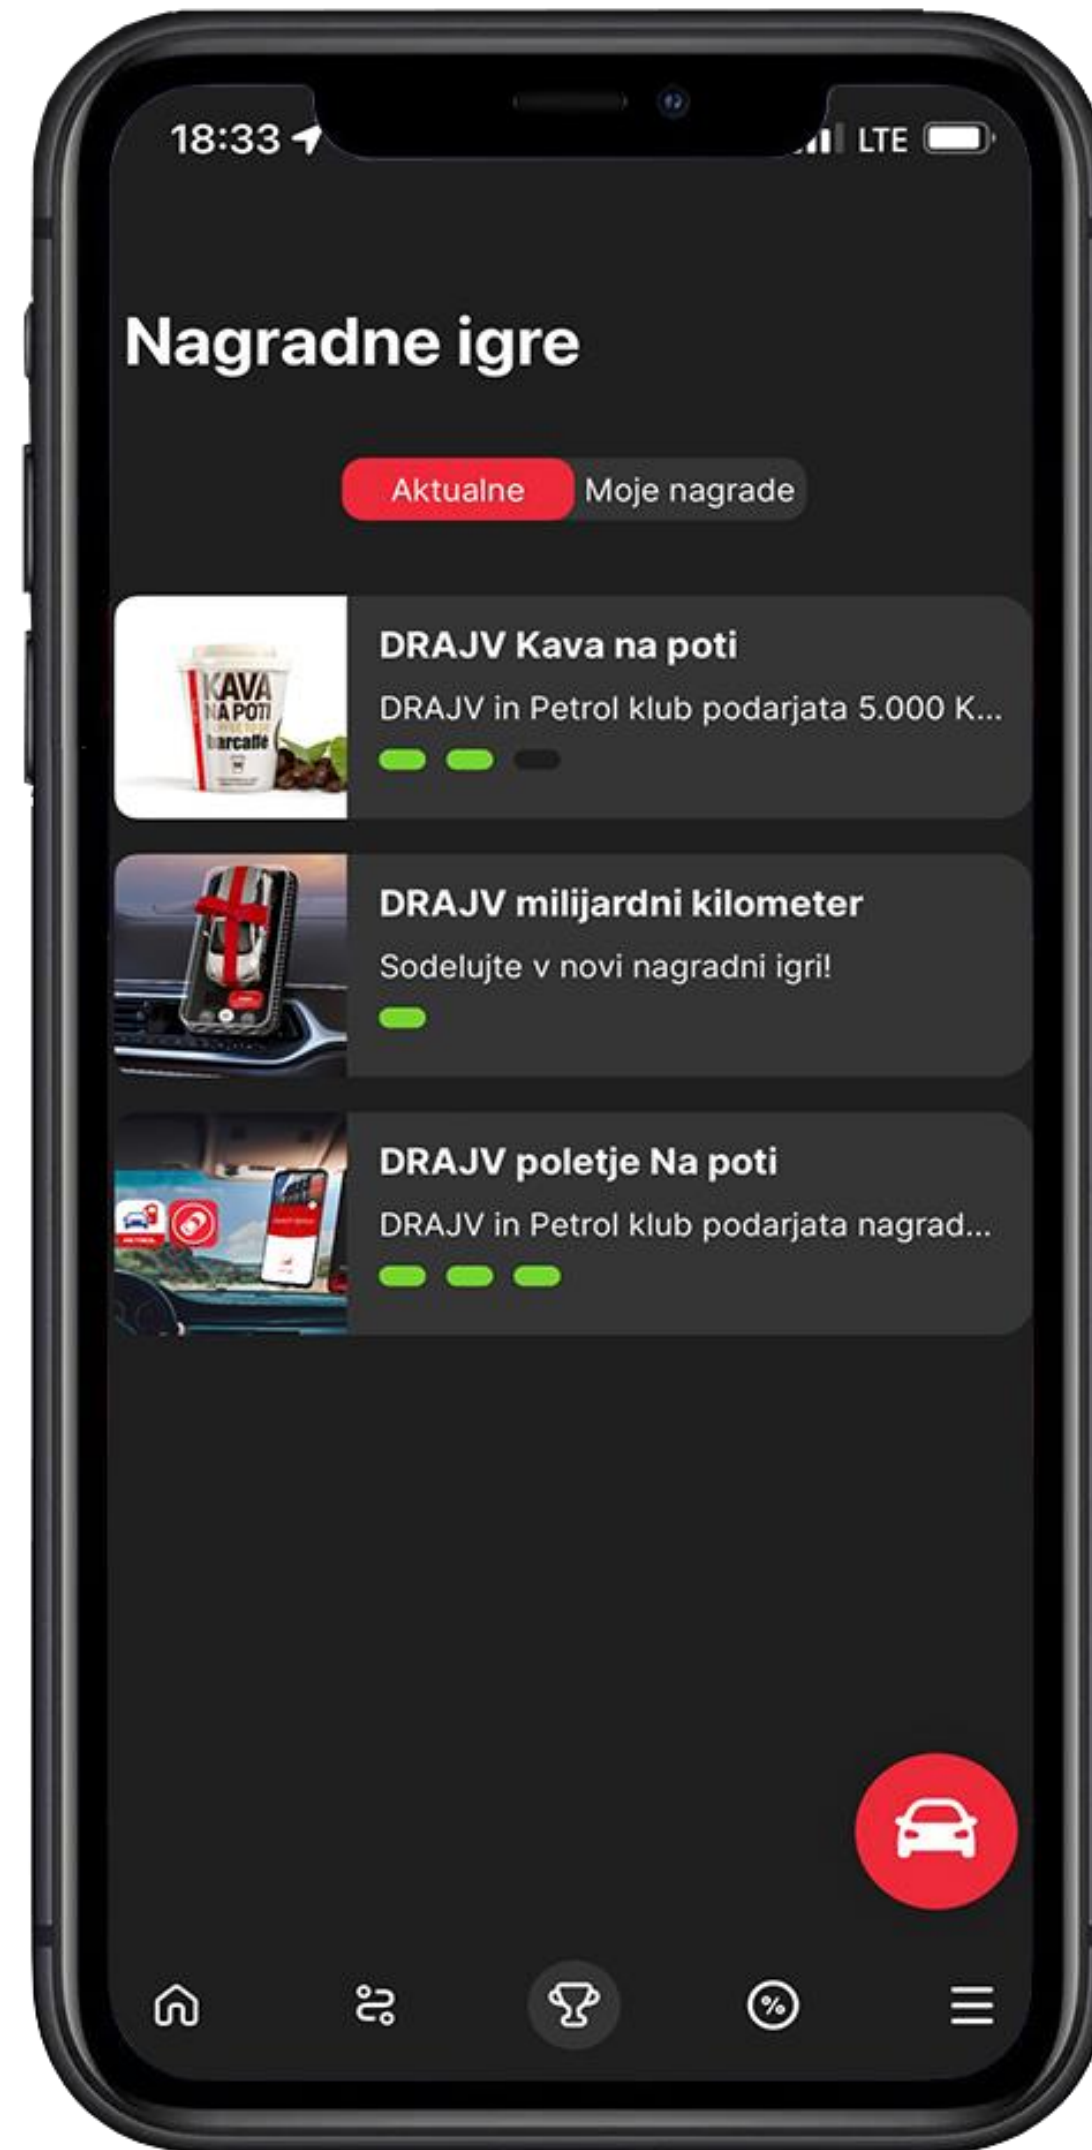 18:33
LTE
Nagradne igre
Aktualne
Moje nagrade
KAVA
NA POTI
barcaffè
DRAJV Kava na poti
DRAJV in Petrol klub podarjata 5.000 K...
DRAJV milijardni kilometer
Sodelujte v novi nagradni igri!
PETROL
DRAJV poletje Na poti
DRAJV in Petrol klub podarjata nagrad...
%